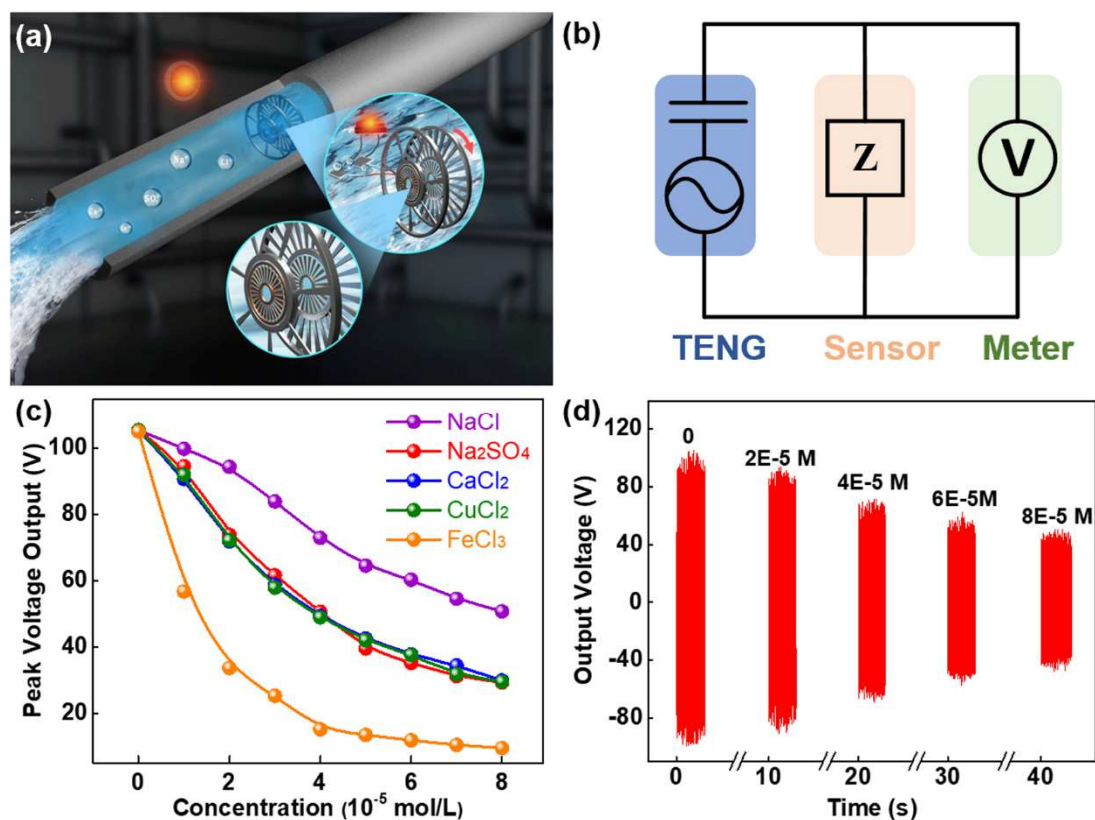 (a)
Na⁺
(b)
Z
V
TENG
Sensor
Meter
(c)
Peak Voltage Output (V)
100
80
60
40
20
NaCl
Na₂SO₄
CaCl₂
CuCl₂
FeCl₃
0
2
4
6
8
Concentration (10⁻⁵ mol/L)
(d)
Output Voltage (V)
120
80
40
0
-40
-80
0
2E-5 M
4E-5 M
6E-5M
8E-5 M
0
10
20
30
40
Time (s)